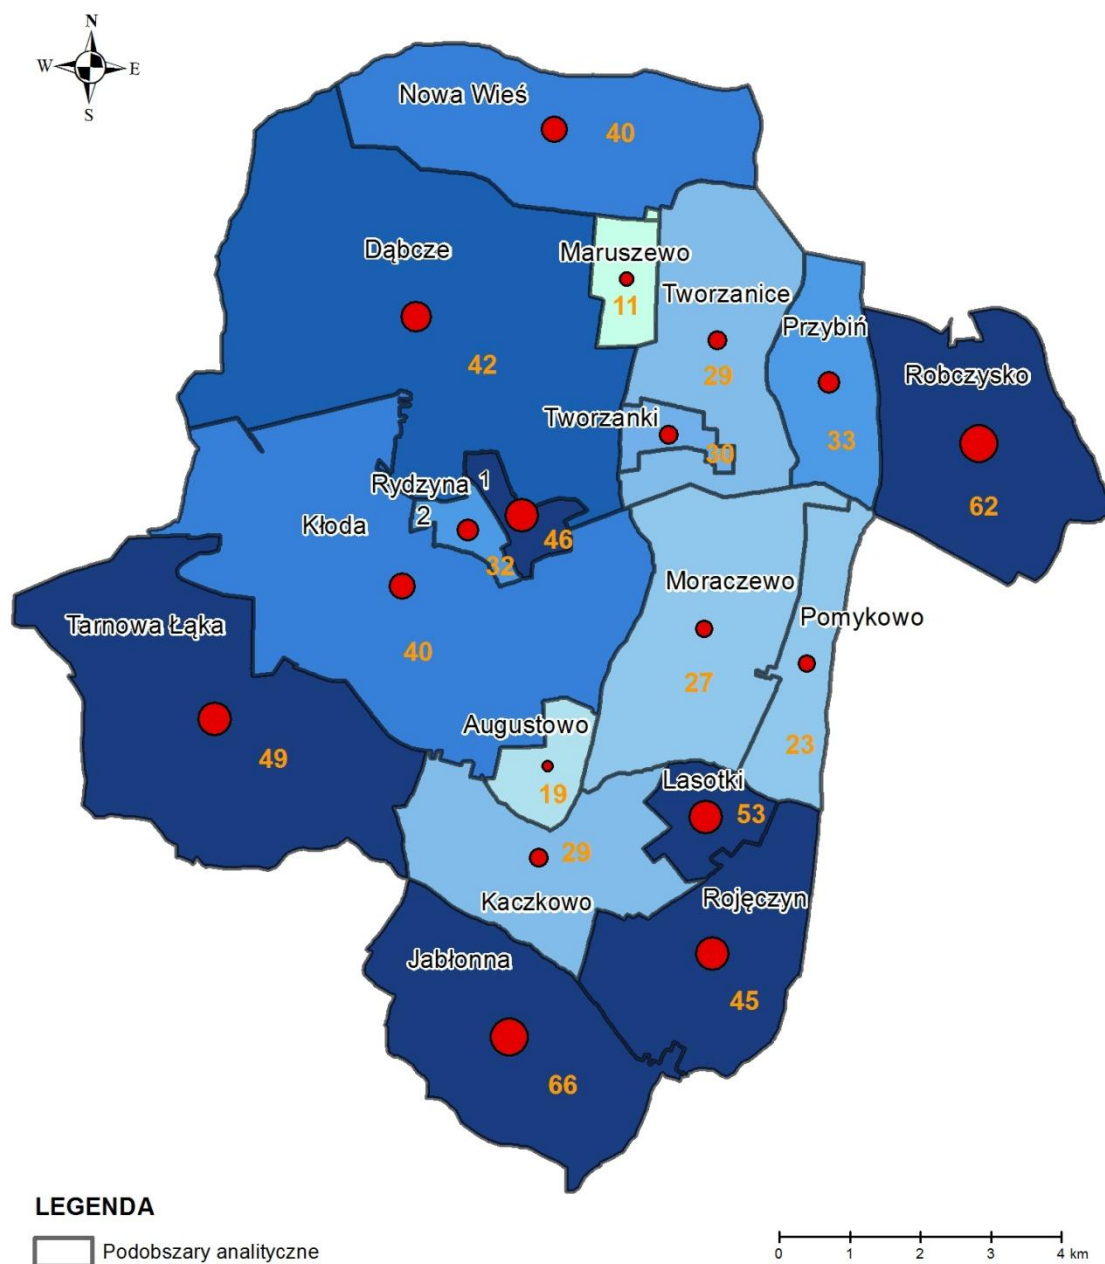 N
W E
S
Nowa Wieś
40
Dąbcze
42
Maruszewo
11
Tworzanice
29
Przybiń
33
Robczysko
62
Tworzanki
30
Rydzyna 1
2
46
32
Kłoda
40
Tarnowa Łąka
49
Moraczewo
27
Pomykowo
23
Augustowo
19
Lasotki
53
29
Kaczkowo
Rojęczyn
45
Jabłonna
66
LEGENDA
Podobszary analityczne
0 1 2 3 4 km